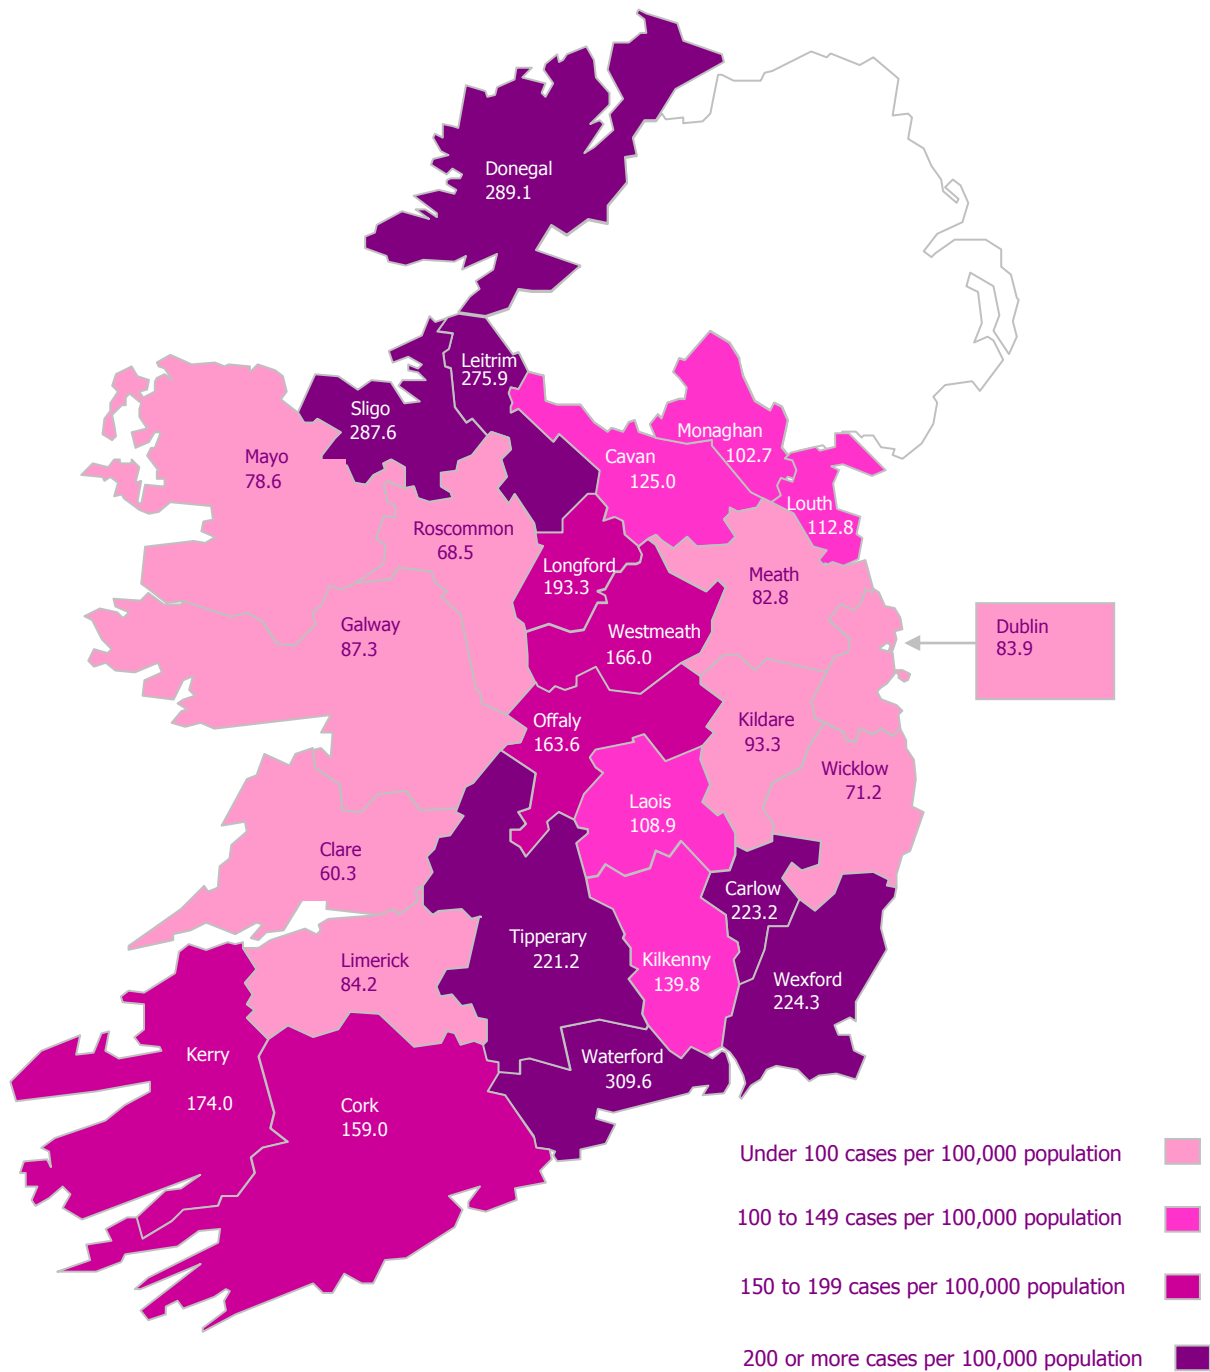 Donegal
289.1
Leitrim
275.9
Sligo
287.6
Monaghan
102.7
Mayo
78.6
Cavan
125.0
Louth
112.8
Roscommon
68.5
Longford
193.3
Meath
82.8
Galway
87.3
Westmeath
166.0
Dublin
83.9
Offaly
163.6
Kildare
93.3
Wicklow
71.2
Laois
108.9
Clare
60.3
Carlow
223.2
Tipperary
221.2
Limerick
84.2
Kilkenny
139.8
Wexford
224.3
Kerry
174.0
Waterford
309.6
Cork
159.0
Under 100 cases per 100,000 population
100 to 149 cases per 100,000 population
150 to 199 cases per 100,000 population
200 or more cases per 100,000 population